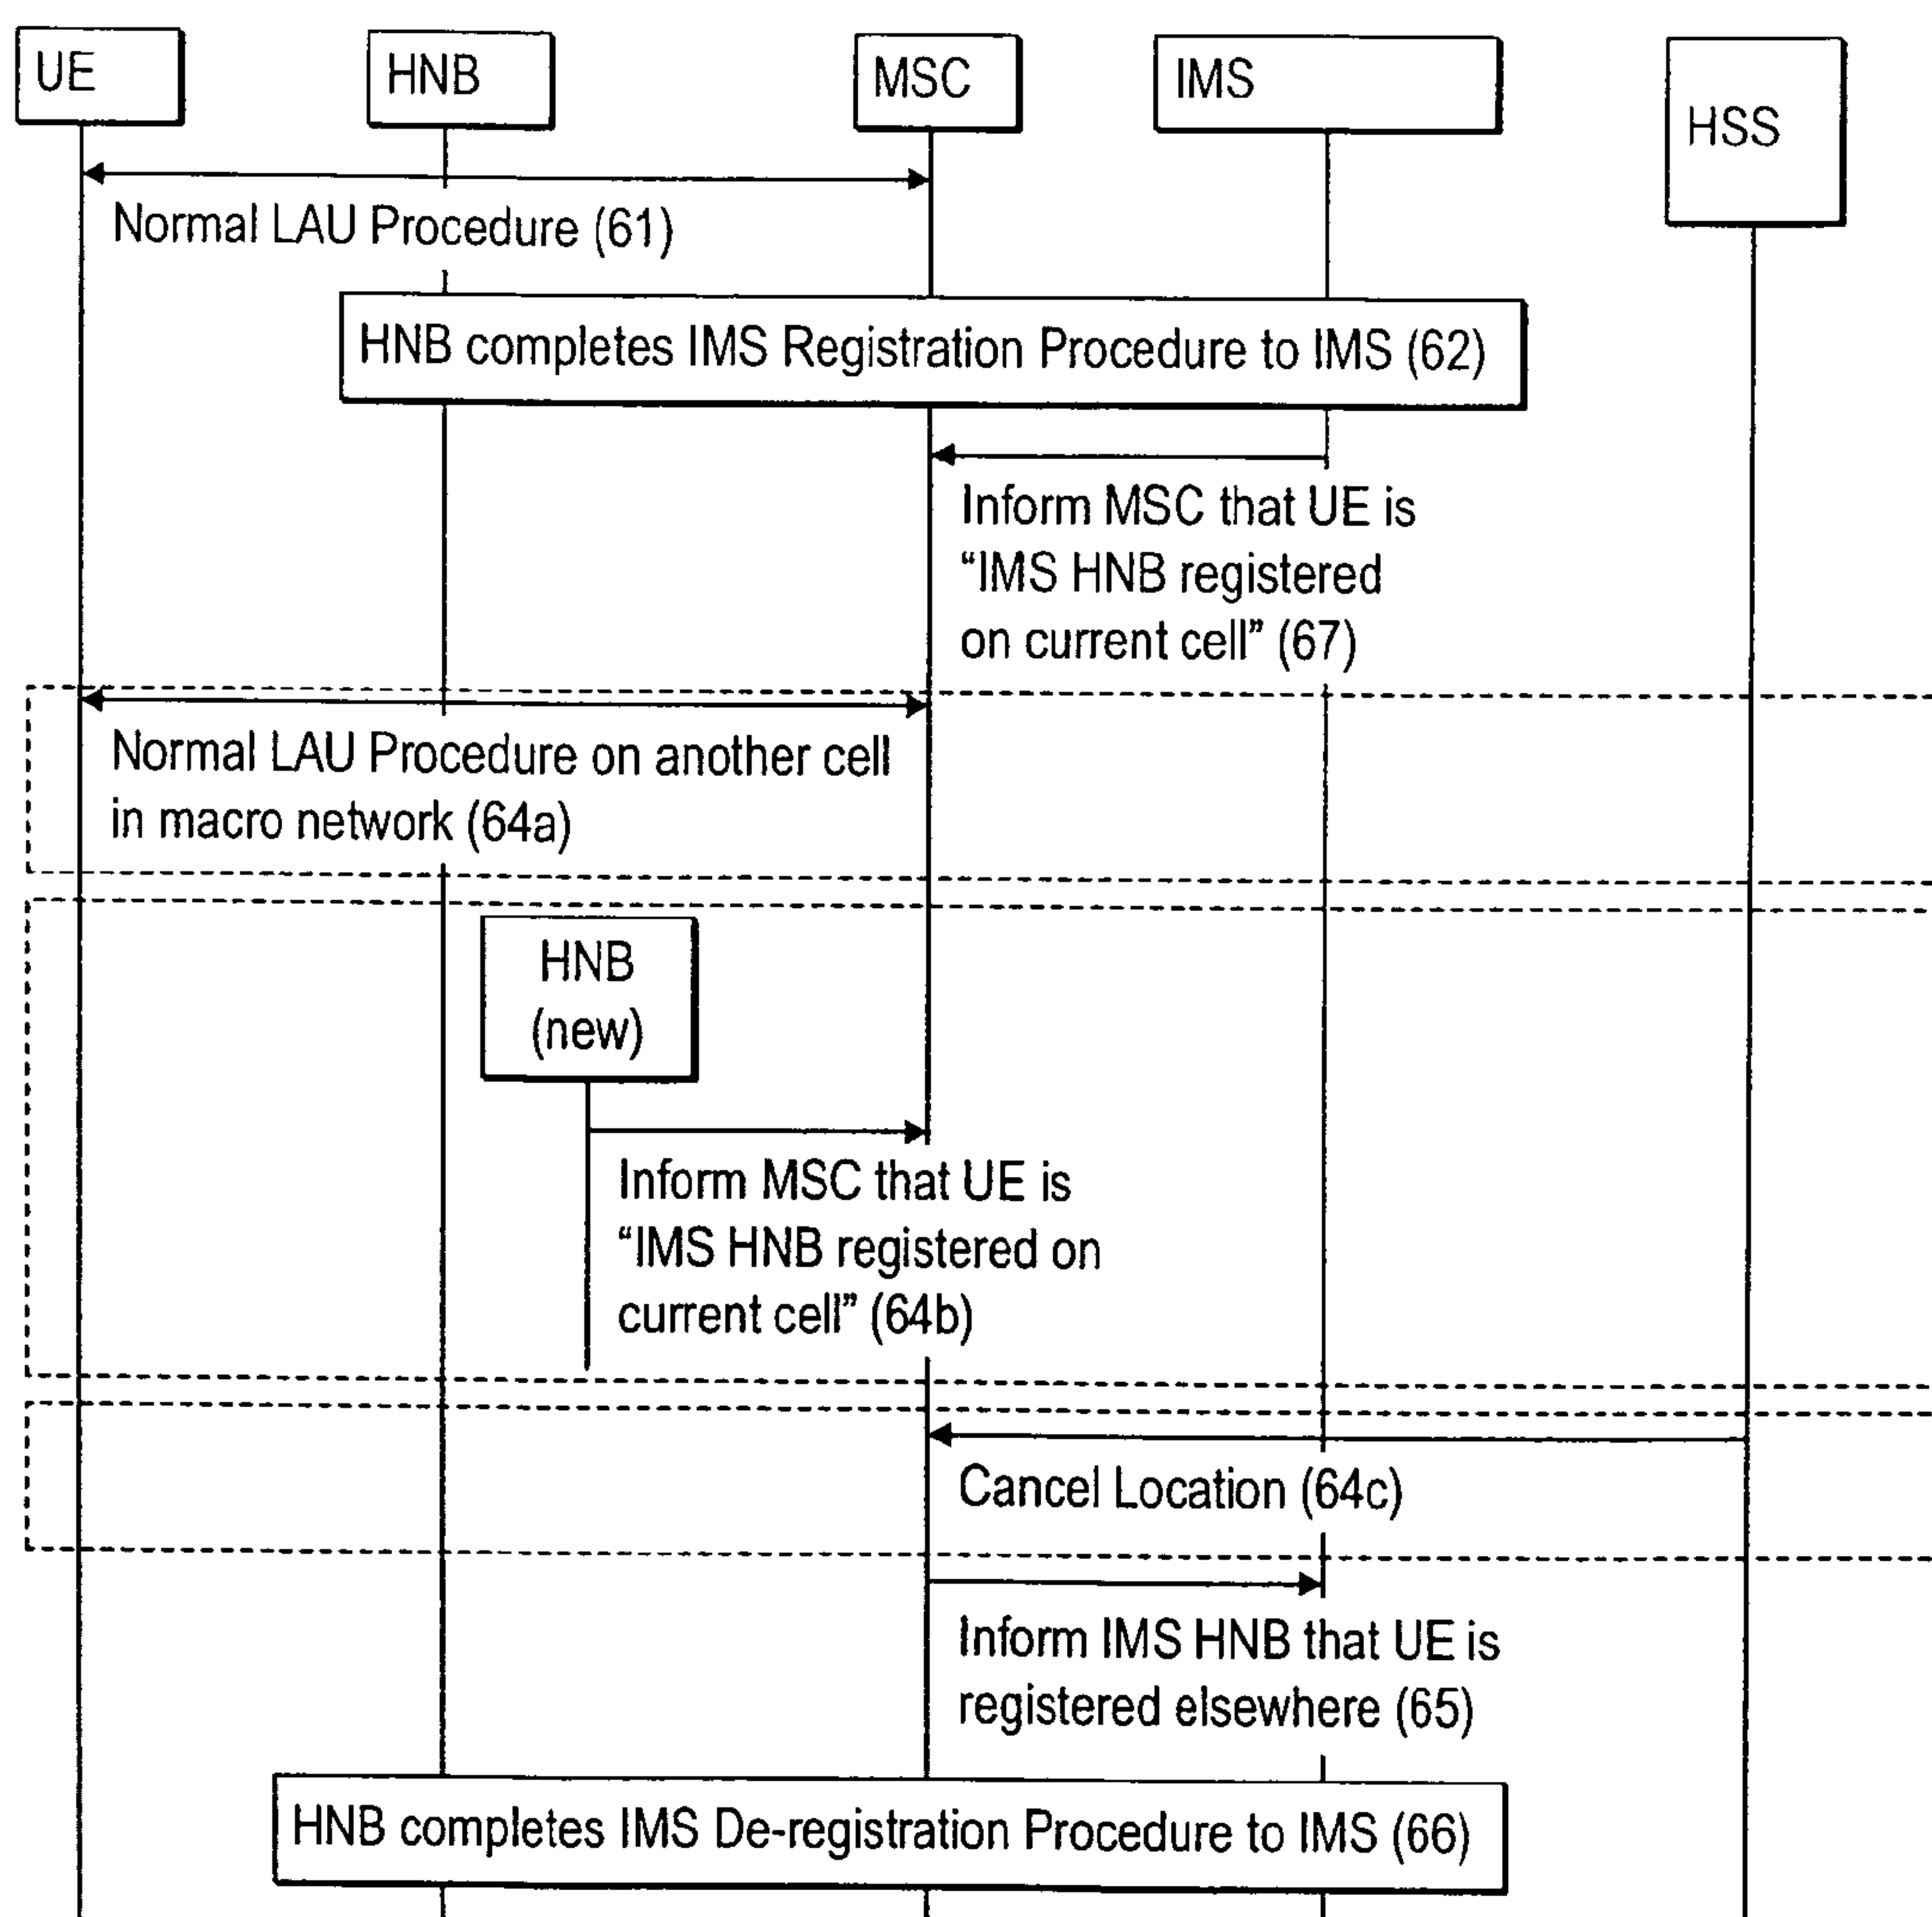 UE
HNB
MSC
IMS
HSS
Normal LAU Procedure (61)
HNB completes IMS Registration Procedure to IMS (62)
Inform MSC that UE is
“IMS HNB registered
on current cell” (67)
Normal LAU Procedure on another cell
in macro network (64a)
HNB
(new)
Inform MSC that UE is
“IMS HNB registered on
current cell” (64b)
Cancel Location (64c)
Inform IMS HNB that UE is
registered elsewhere (65)
HNB completes IMS De-registration Procedure to IMS (66)